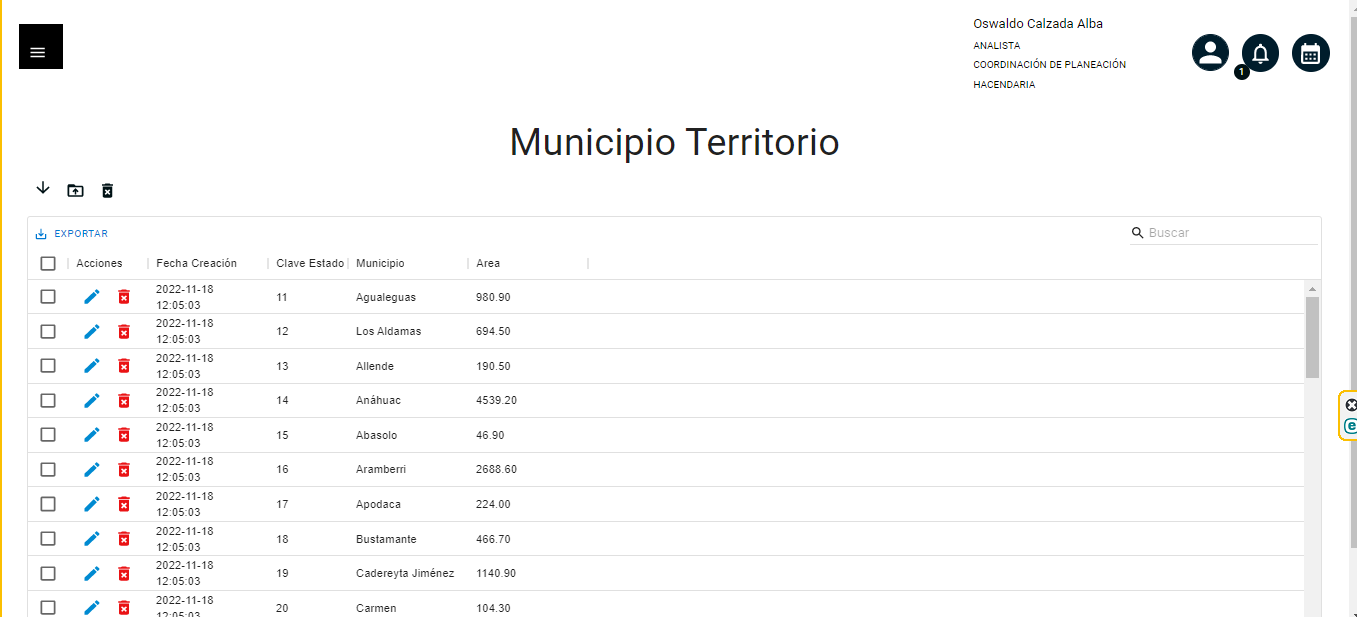 Oswaldo Calzada Alba
ANALISTA
COORDINACIÓN DE PLANEACIÓN
HACENDARIA
1
Municipio Territorio
EXPORTAR
Buscar
Acciones Fecha Creación Clave Estado Municipio Area
2022-11-18
12:05:03 11 Agualeguas 980.90
2022-11-18
12:05:03 12 Los Aldamas 694.50
2022-11-18
12:05:03 13 Allende 190.50
2022-11-18
12:05:03 14 Anáhuac 4539.20
2022-11-18
12:05:03 15 Abasolo 46.90
2022-11-18
12:05:03 16 Aramberri 2688.60
2022-11-18
12:05:03 17 Apodaca 224.00
2022-11-18
12:05:03 18 Bustamante 466.70
2022-11-18
12:05:03 19 Cadereyta Jiménez 1140.90
2022-11-18
12:05:03 20 Carmen 104.30
e